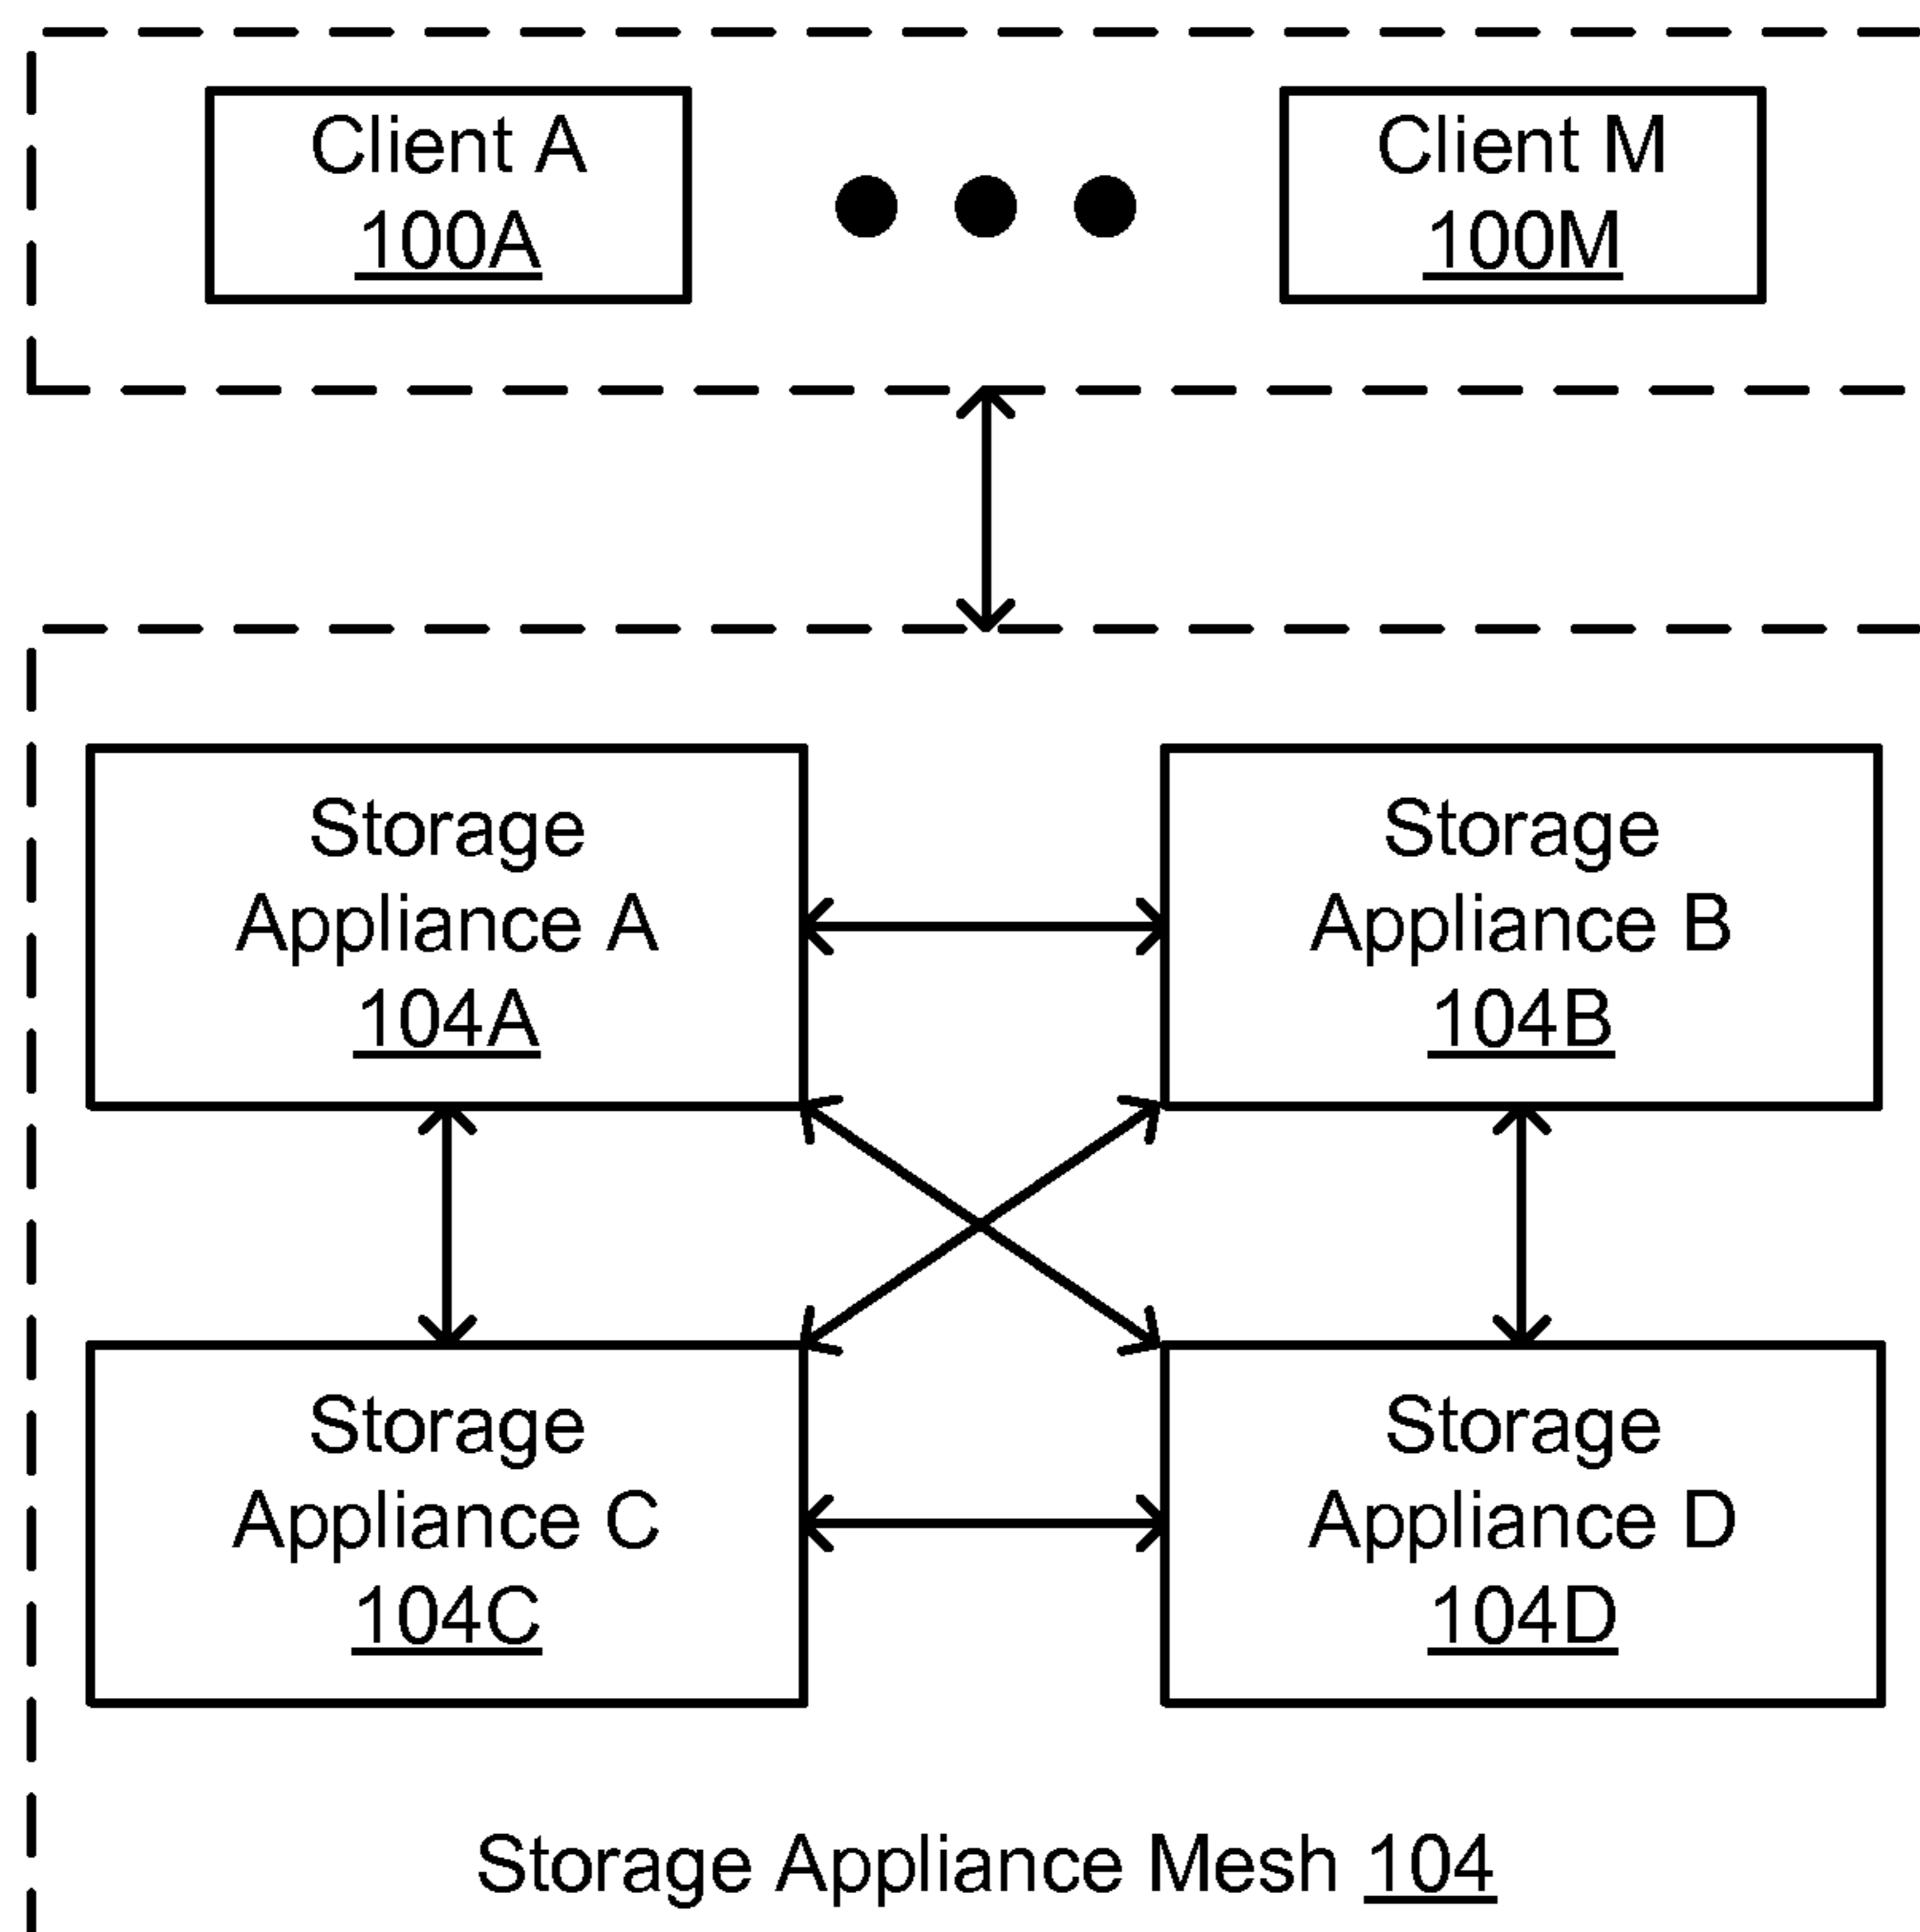 Client A
100A
Client M
100M
Storage
Appliance A
104A
Storage
Appliance B
104B
Storage
Appliance C
104C
Storage
Appliance D
104D
Storage Appliance Mesh 104